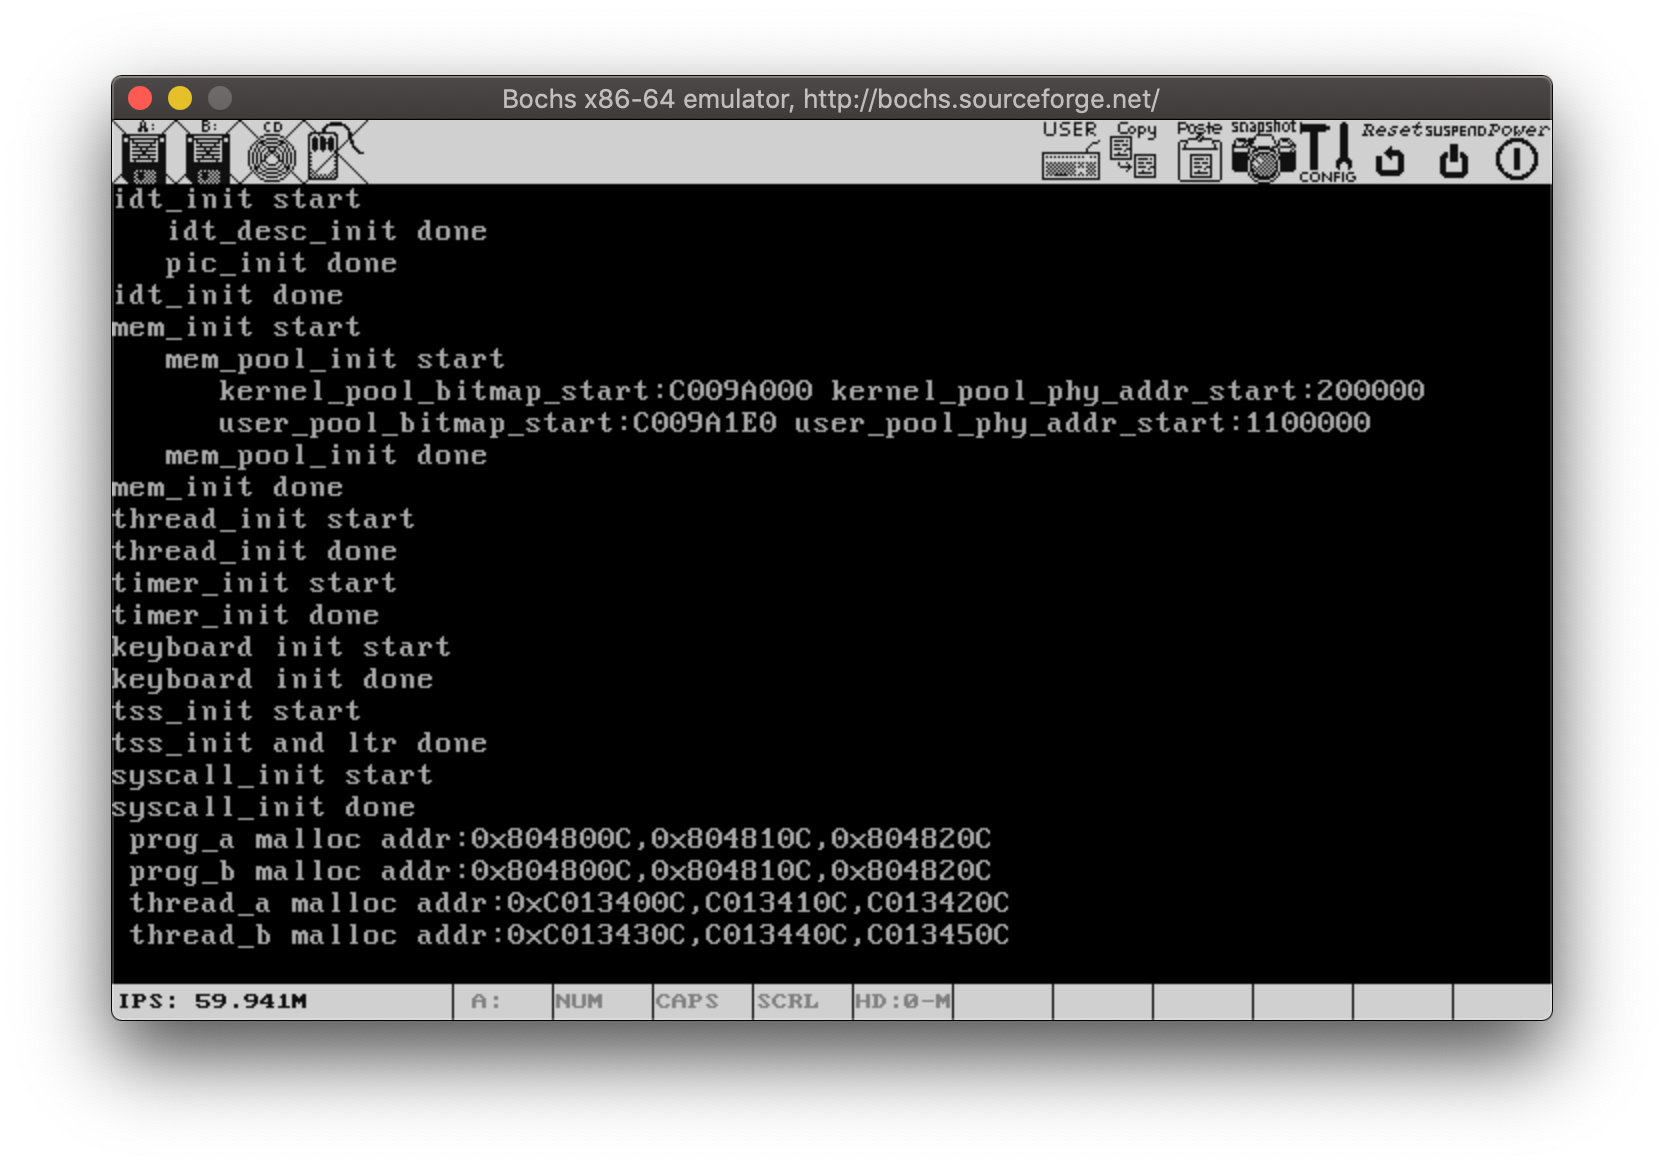 Bochs x86-64 emulator, http://bochs.sourceforge.net/
A: B: CD USER Copy Paste snapshot CONFIG Reset SUSPEND Power
idt_init start
idt_desc_init done
pic_init done
idt_init done
mem_init start
mem_pool_init start
kernel_pool_bitmap_start:C009A000 kernel_pool_phy_addr_start:200000
user_pool_bitmap_start:C009A1E0 user_pool_phy_addr_start:1100000
mem_pool_init done
mem_init done
thread_init start
thread_init done
timer_init start
timer_init done
keyboard init start
keyboard init done
tss_init start
tss_init and ltr done
syscall_init start
syscall_init done
prog_a malloc addr:0x804800C,0x804810C,0x804820C
prog_b malloc addr:0x804800C,0x804810C,0x804820C
thread_a malloc addr:0xC013400C,C013410C,C013420C
thread_b malloc addr:0xC013430C,C013440C,C013450C
IPS: 59.941M A: NUM CAPS SCRL HD:0-M